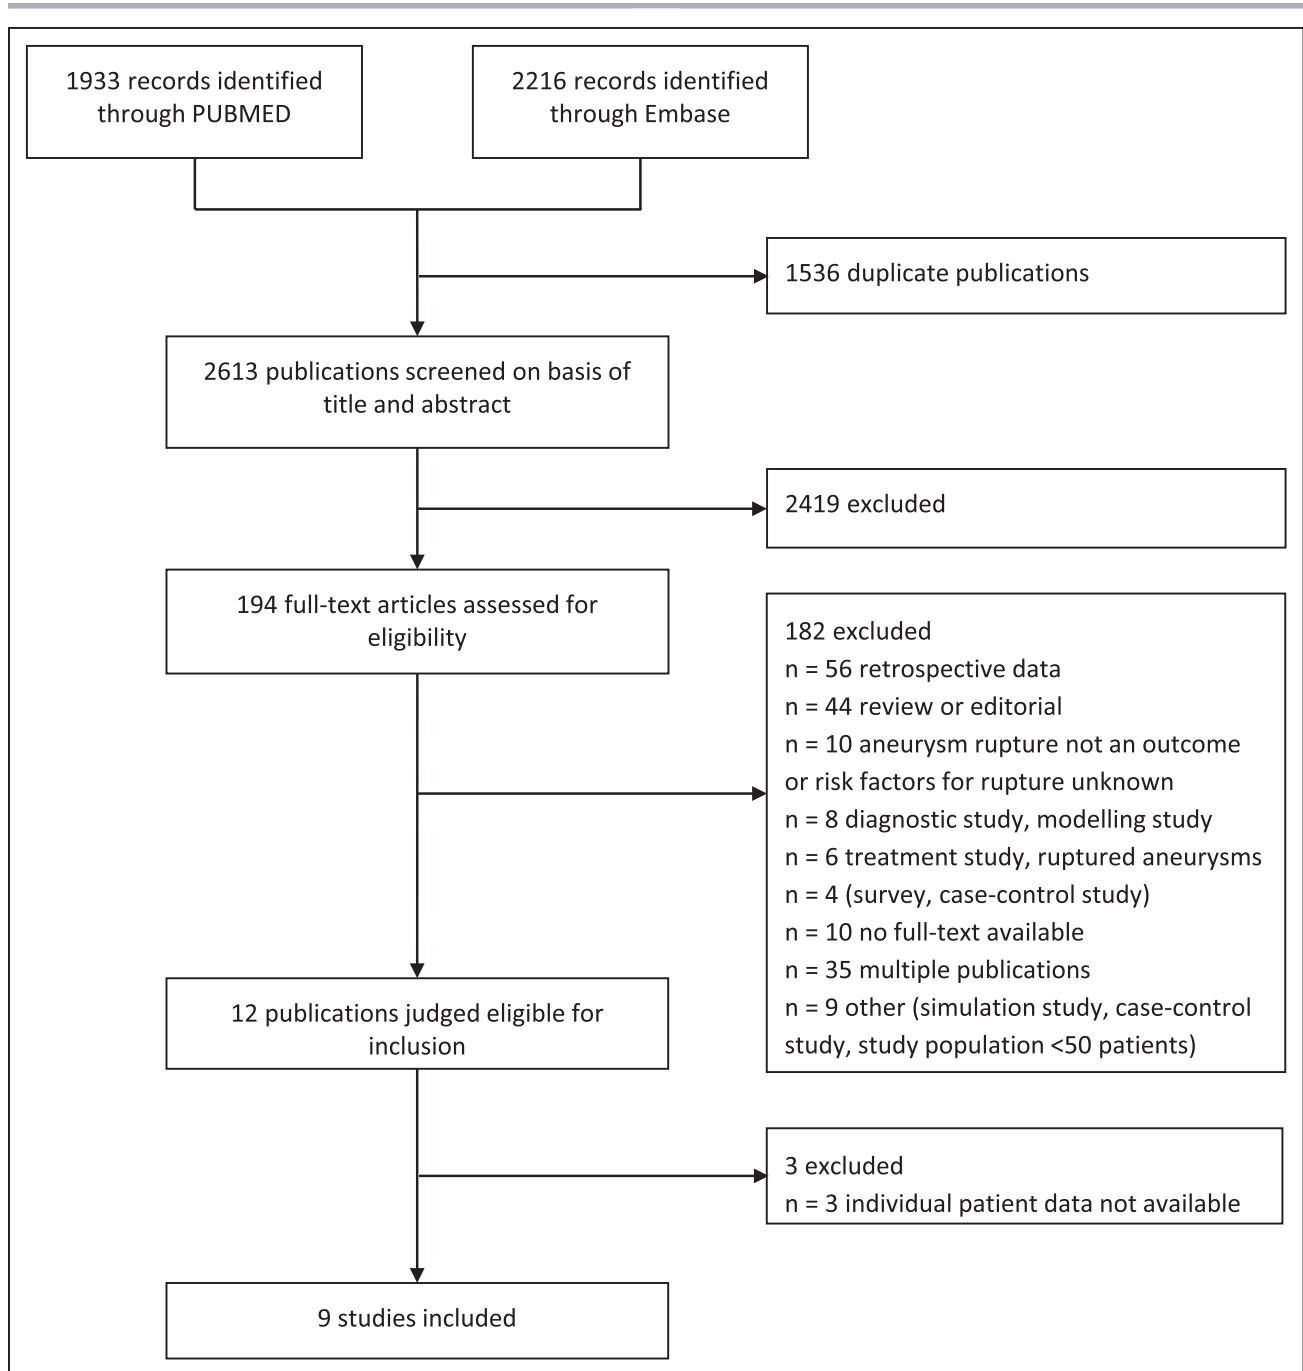 1933 records identified
through PUBMED
2216 records identified
through Embase
1536 duplicate publications
2613 publications screened on basis of
title and abstract
2419 excluded
194 full-text articles assessed for
eligibility
182 excluded
n = 56 retrospective data
n = 44 review or editorial
n = 10 aneurysm rupture not an outcome
or risk factors for rupture unknown
n = 8 diagnostic study, modelling study
n = 6 treatment study, ruptured aneurysms
n = 4 (survey, case-control study)
n = 10 no full-text available
n = 35 multiple publications
n = 9 other (simulation study, case-control
study, study population <50 patients)
12 publications judged eligible for
inclusion
3 excluded
n = 3 individual patient data not available
9 studies included